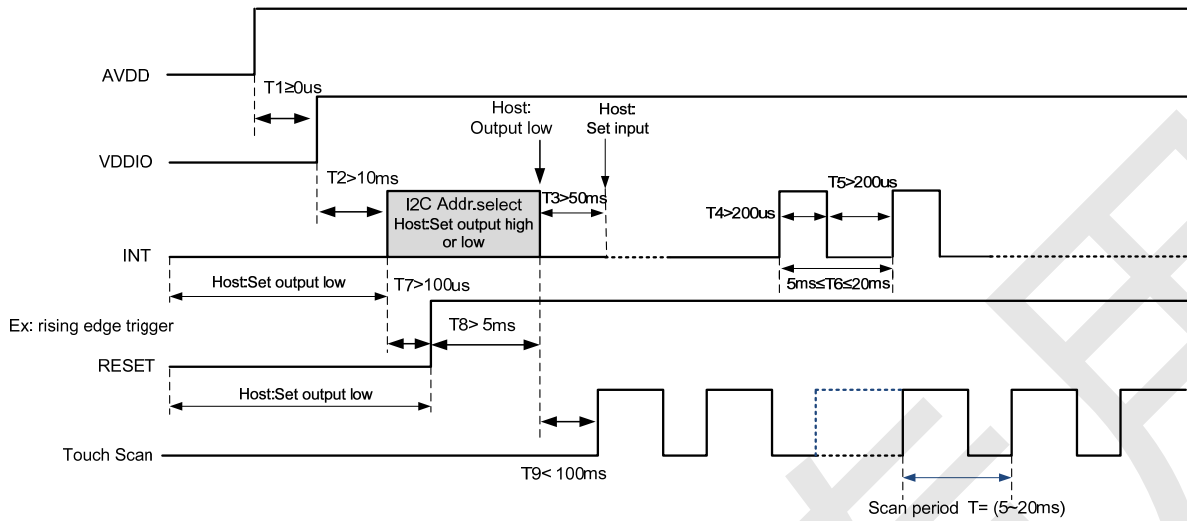 AVDD
T1≥0us
VDDIO
Host:
Output low
Host:
Set input
T2>10ms
I2C Addr.select
Host:Set output high
or low
T3>50ms
T4>200us
T5>200us
INT
Host:Set output low
T7>100us
5ms≤T6≤20ms
Ex: rising edge trigger
T8> 5ms
RESET
Host:Set output low
Touch Scan
T9< 100ms
Scan period T= (5~20ms)